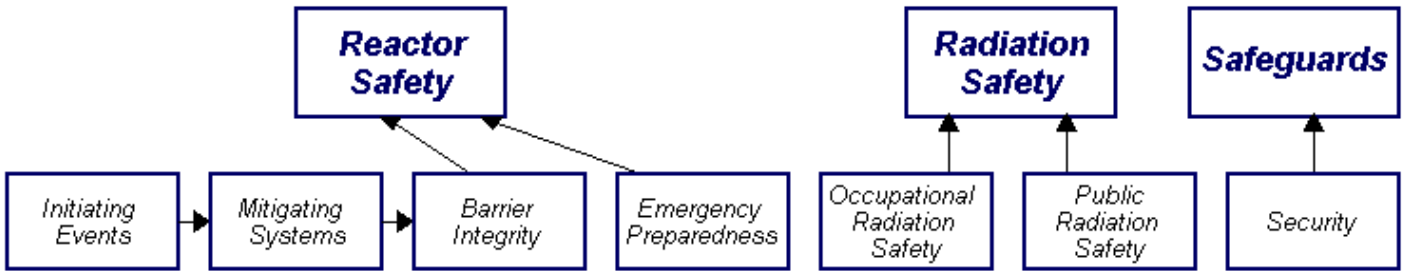 Reactor
Safety
Radiation
Safety
Safeguards
Initiating
Events
Mitigating
Systems
Barrier
Integrity
Emergency
Preparedness
Occupational
Radiation
Safety
Public
Radiation
Safety
Security